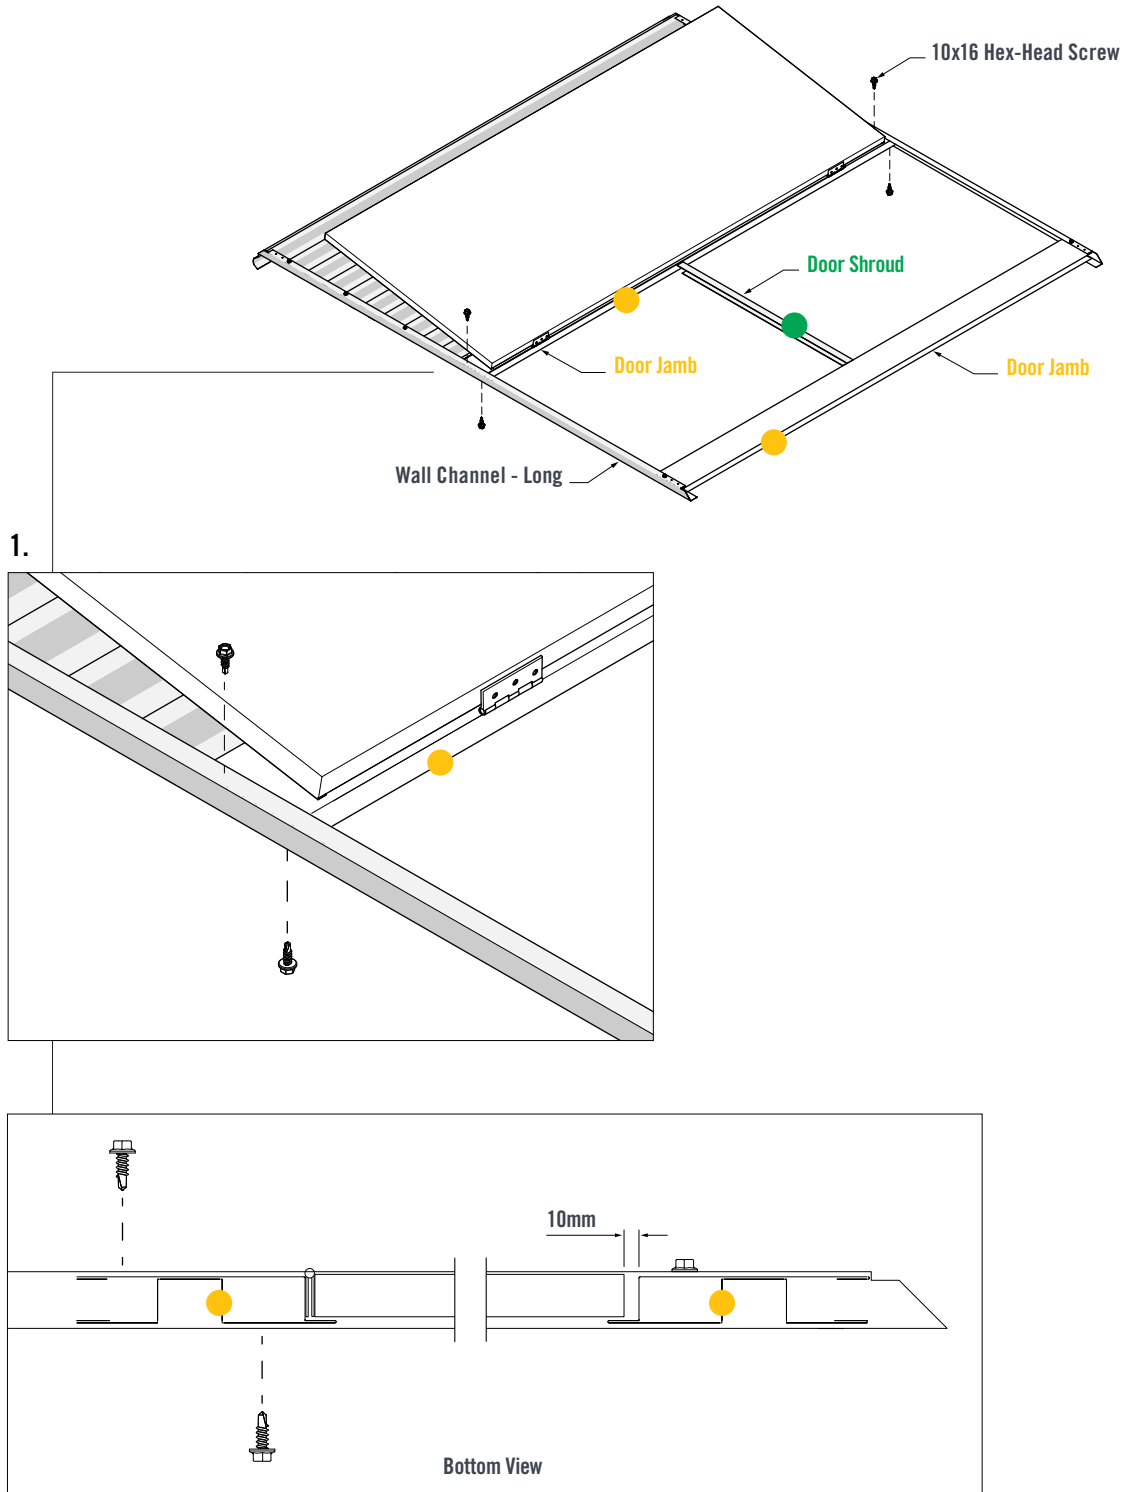 10x16 Hex-Head Screw
Door Shroud
Door Jamb
Door Jamb
Wall Channel - Long
1.
10mm
Bottom View